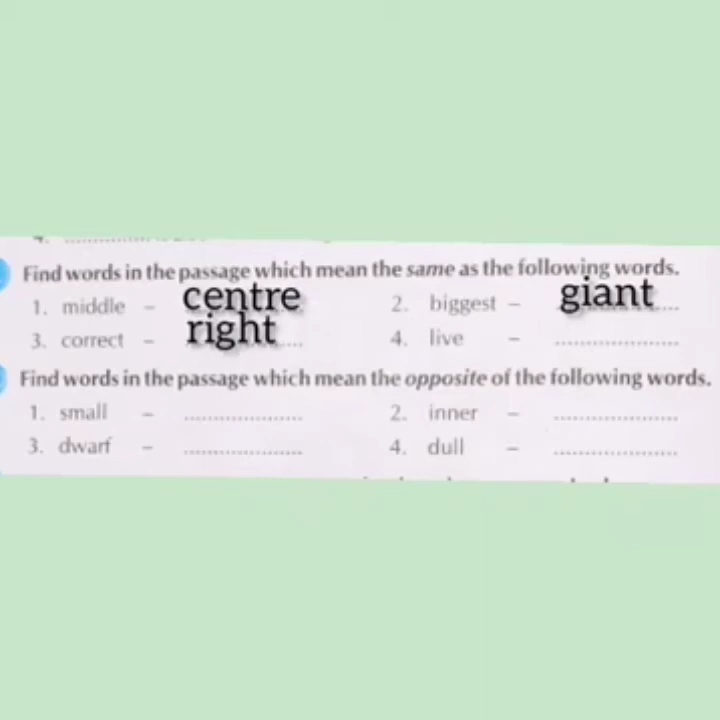 4. ....................
Find words in the passage which mean the same as the following words.
1. middle – centre 2. biggest – giant
3. correct – right 4. live – ....................
Find words in the passage which mean the opposite of the following words.
1. small – .................... 2. inner – ....................
3. dwarf – .................... 4. dull – ....................